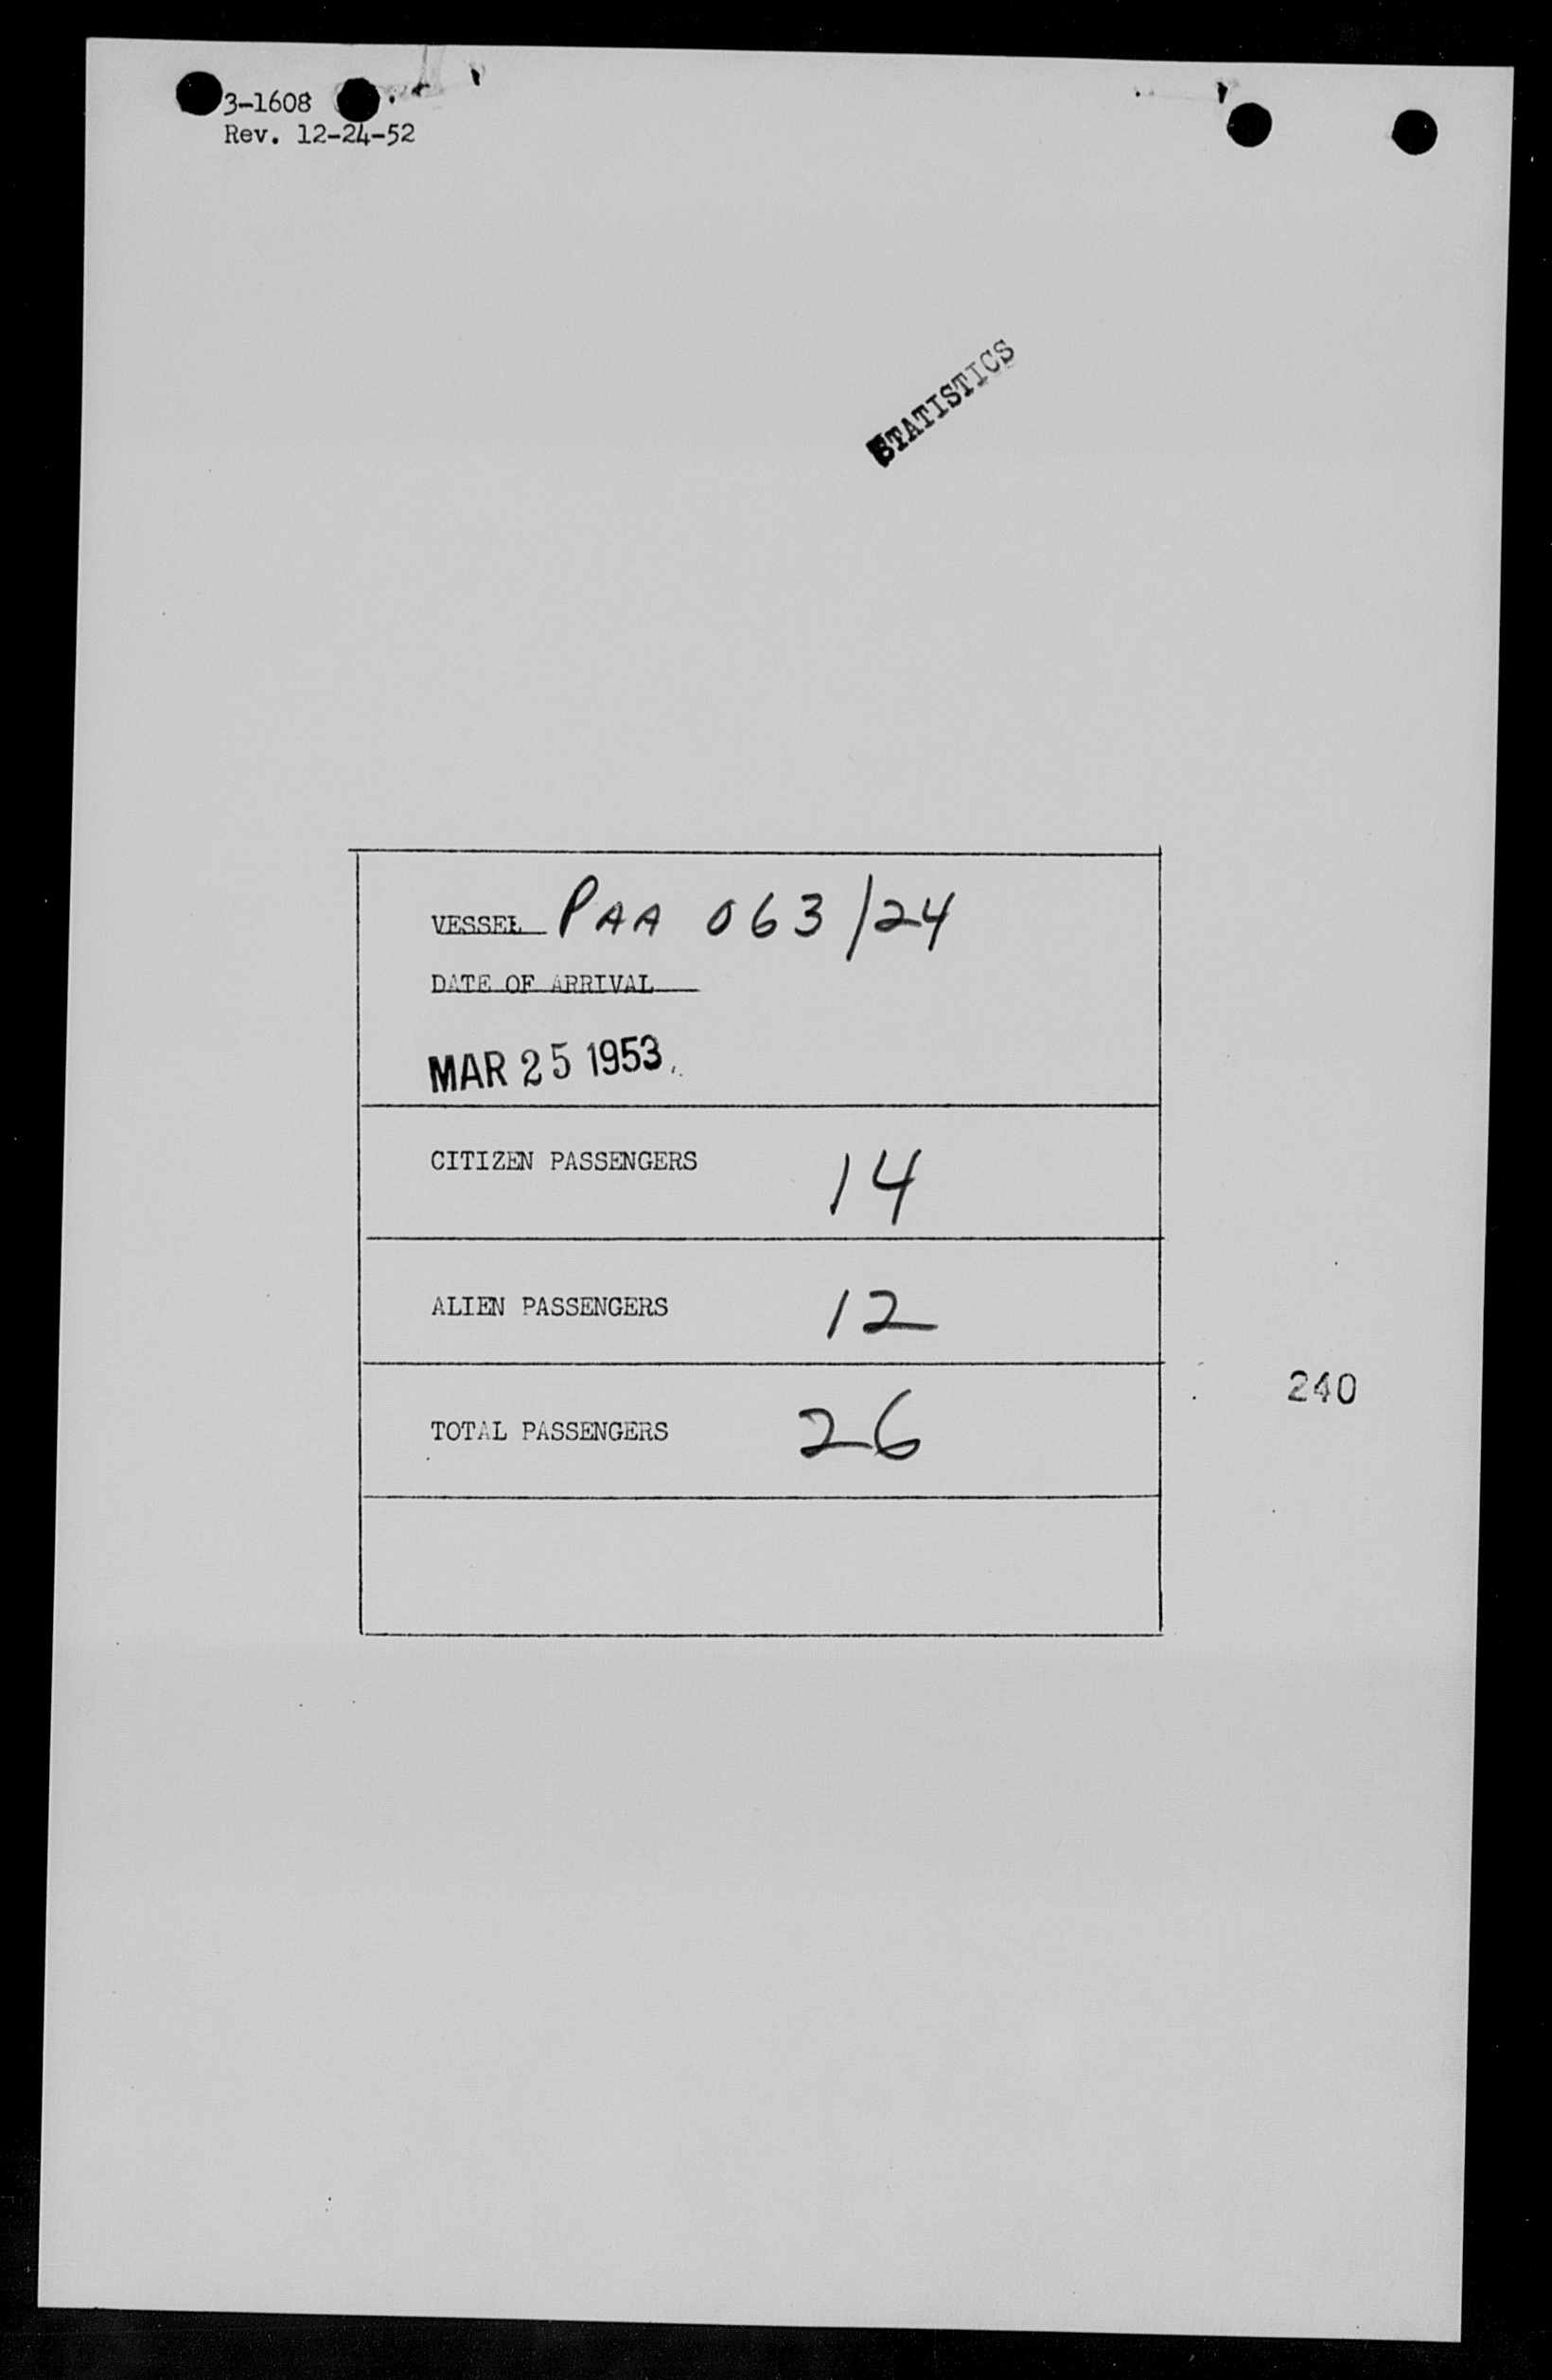 3-1608
Rev. 12-24-52
STATISTICS
VESSEL PAA 063/24
DATE OF ARRIVAL
MAR 25 1953
CITIZEN PASSENGERS 14
ALIEN PASSENGERS 12
240
TOTAL PASSENGERS 26